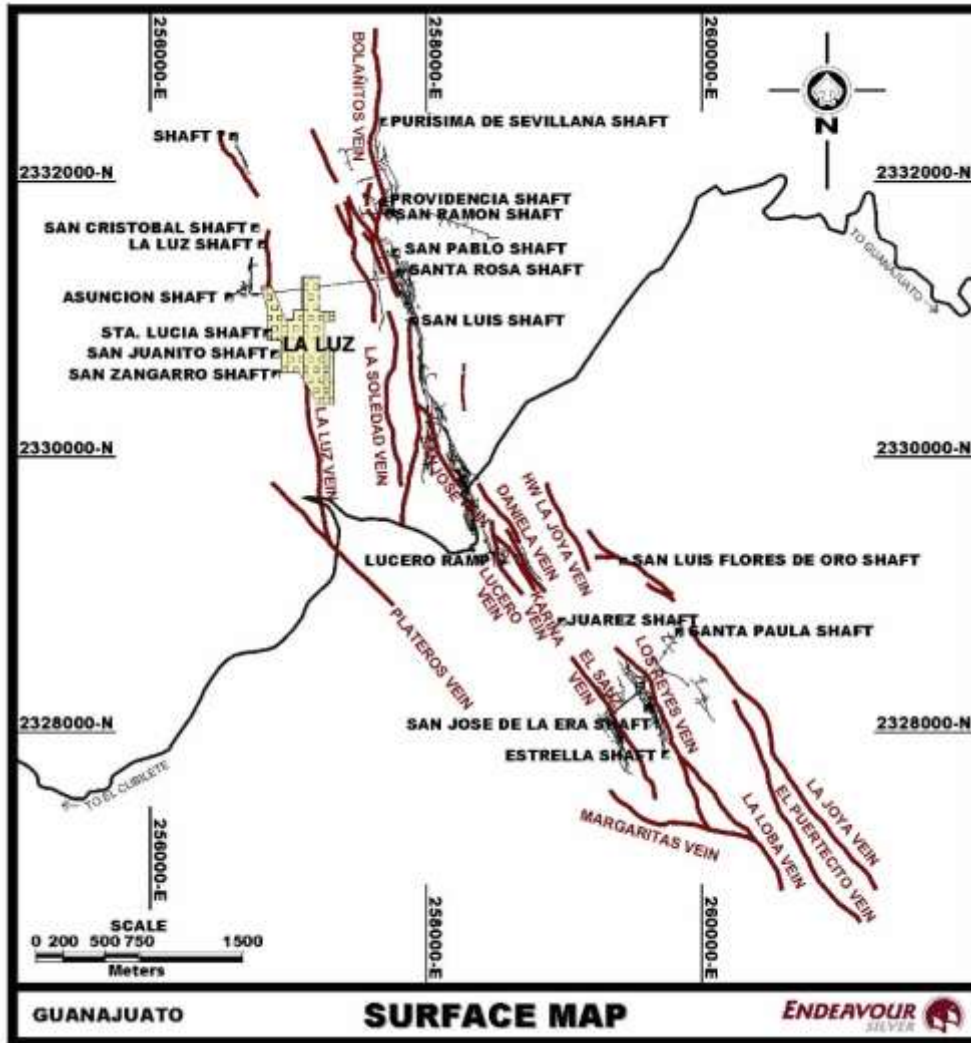 258000-E
258000-E
260000-E
BOLAÑITOS VEIN
PURISIMA DE SEVILLANA SHAFT
SHAFT
N
2332000-N
2332000-N
PROVIDENCIA SHAFT
SAN RAMON SHAFT
SAN CRISTOBAL SHAFT
LA LUZ SHAFT
SAN PABLO SHAFT
SANTA ROSA SHAFT
TO GUANAJUATO
ASUNCION SHAFT
SAN LUIS SHAFT
STA. LUCIA SHAFT
LA LUZ
SAN JUANITO SHAFT
SAN ZANGARRO SHAFT
LA SOLEDAD VEIN
LA LUZ VEIN
2330000-N
2330000-N
SAN JOSE VEIN
DANIELA VEIN
HW LA JOYA VEIN
LUCERO RAMP
SAN LUIS FLORES DE ORO SHAFT
LUCERO
VEIN
KARINA
VEIN
JUAREZ SHAFT
SANTA PAULA SHAFT
PLATEROS VEIN
EL SANO
VEIN
LOS REYES VEIN
2328000-N
SAN JOSE DE LA ERA SHAFT
2328000-N
ESTRELLA SHAFT
TO EL CUBILETE
MARGARITAS VEIN
LA LOBA VEIN
EL PUERTECITO VEIN
LA JOYA VEIN
256000-E
258000-E
260000-E
SCALE
0 200 500 750 1500
Meters
GUANAJUATO
SURFACE MAP
ENDEAVOUR
SILVER